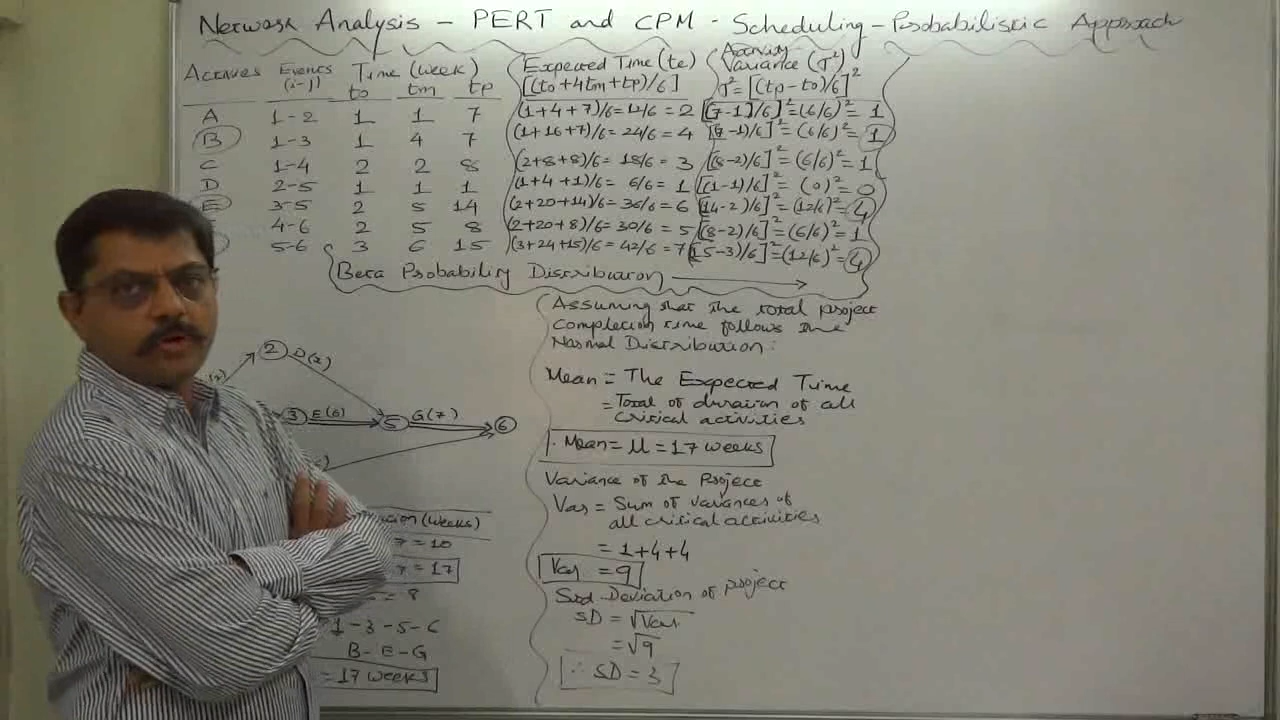 Network Analysis - PERT and CPM - Scheduling - Probabilistic Approach
Activities Events (i-j) Time (week) to tm tp Expected Time (te) [(to+4tm+tp)/6] Activity Variance (σ²) σ² = [(tp-to)/6]²
A 1-2 1 1 7 (1+4+7)/6 = 12/6 = 2 [7-1]/6]² = (6/6)² = 1
B 1-3 1 4 7 (1+16+7)/6 = 24/6 = 4 [(7-1)/6]² = (6/6)² = 1
C 1-4 2 2 8 (2+8+8)/6 = 18/6 = 3 [(8-2)/6]² = (6/6)² = 1
D 2-5 1 1 1 (1+4+1)/6 = 6/6 = 1 [(1-1)/6]² = (0)² = 0
E 3-5 2 5 14 (2+20+14)/6 = 36/6 = 6 [14-2)/6]² = (12/6)² = 4
4-6 2 5 8 (2+20+8)/6 = 30/6 = 5 [(8-2)/6]² = (6/6)² = 1
5-6 3 6 15 (3+24+15)/6 = 42/6 = 7 [15-3)/6]² = (12/6)² = 4
Beta Probability Distribution
2
3 E(6) 5 G(7) 6
(weeks)
7 = 10
7 = 17
= 8
1-3-5-6
B-E-G
= 17 weeks
Assuming that the total project
completion time follows the
Normal Distribution:
Mean = The Expected Time
= Total of duration of all
critical activities
∴ Mean = μ = 17 weeks
Variance of the Project
Var = Sum of variances of
all critical activities
= 1+4+4
Var = 9
Std-Deviation of project
SD = √Var
= √9
∴ SD = 3